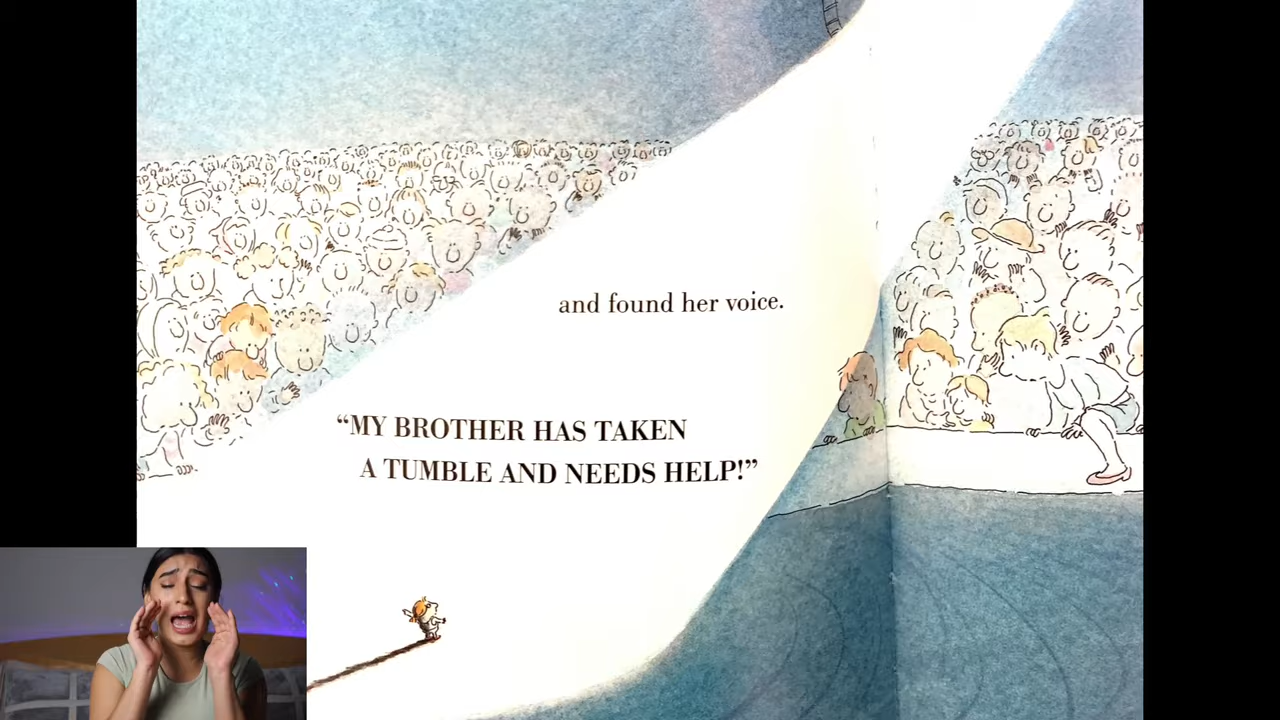 and found her voice.
“MY BROTHER HAS TAKEN
A TUMBLE AND NEEDS HELP!”